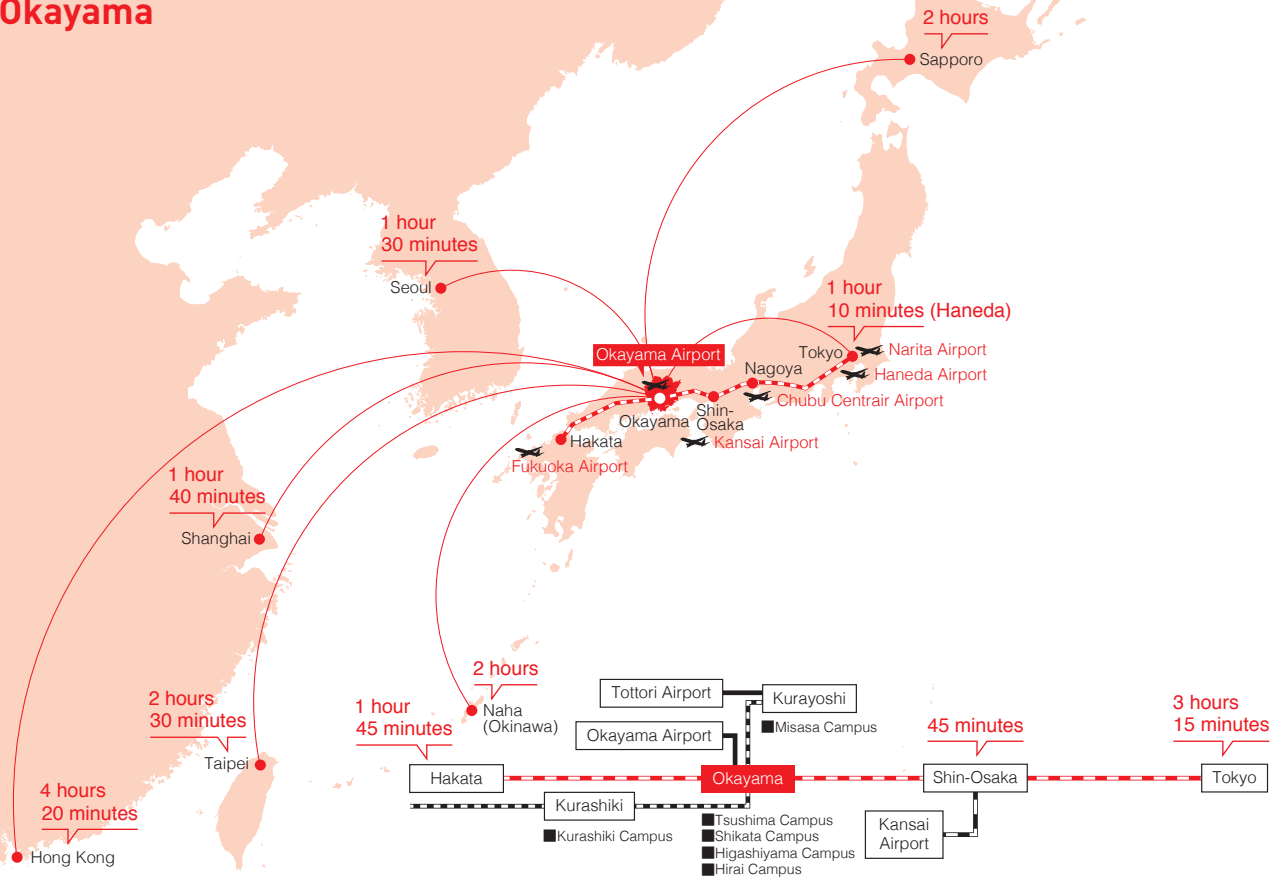 Okayama
2 hours
Sapporo
1 hour
30 minutes
Seoul
1 hour
10 minutes (Haneda)
Okayama Airport
Tokyo
Narita Airport
Haneda Airport
Nagoya
Chubu Centrair Airport
Okayama
Shin-
Osaka
Kansai Airport
Hakata
Fukuoka Airport
1 hour
40 minutes
Shanghai
2 hours
Naha
(Okinawa)
2 hours
30 minutes
Taipei
4 hours
20 minutes
Hong Kong
Tottori Airport
Kurayoshi
Misasa Campus
Okayama Airport
1 hour
45 minutes
45 minutes
3 hours
15 minutes
Hakata
Okayama
Shin-Osaka
Tokyo
Kurashiki
Kurashiki Campus
Tsushima Campus
Shikata Campus
Higashiyama Campus
Hirai Campus
Kansai
Airport